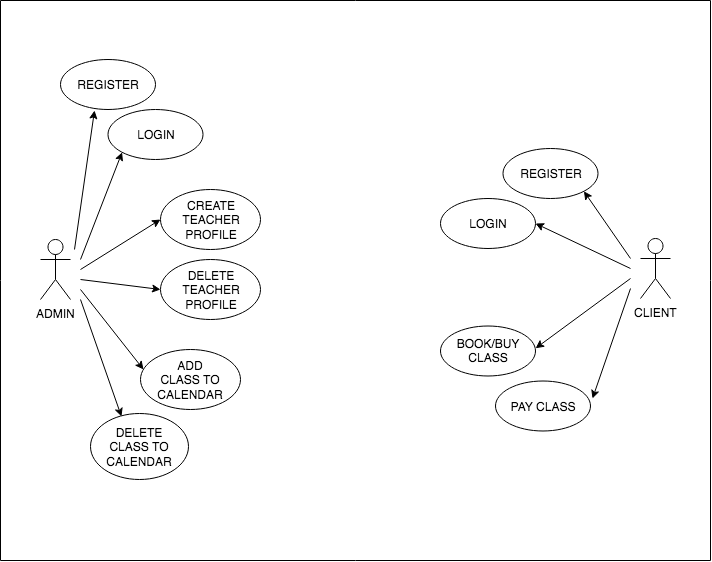 REGISTER
LOGIN
CREATE
TEACHER
PROFILE
DELETE
TEACHER
PROFILE
ADMIN
ADD
CLASS TO
CALENDAR
DELETE
CLASS TO
CALENDAR
REGISTER
LOGIN
CLIENT
BOOK/BUY
CLASS
PAY CLASS